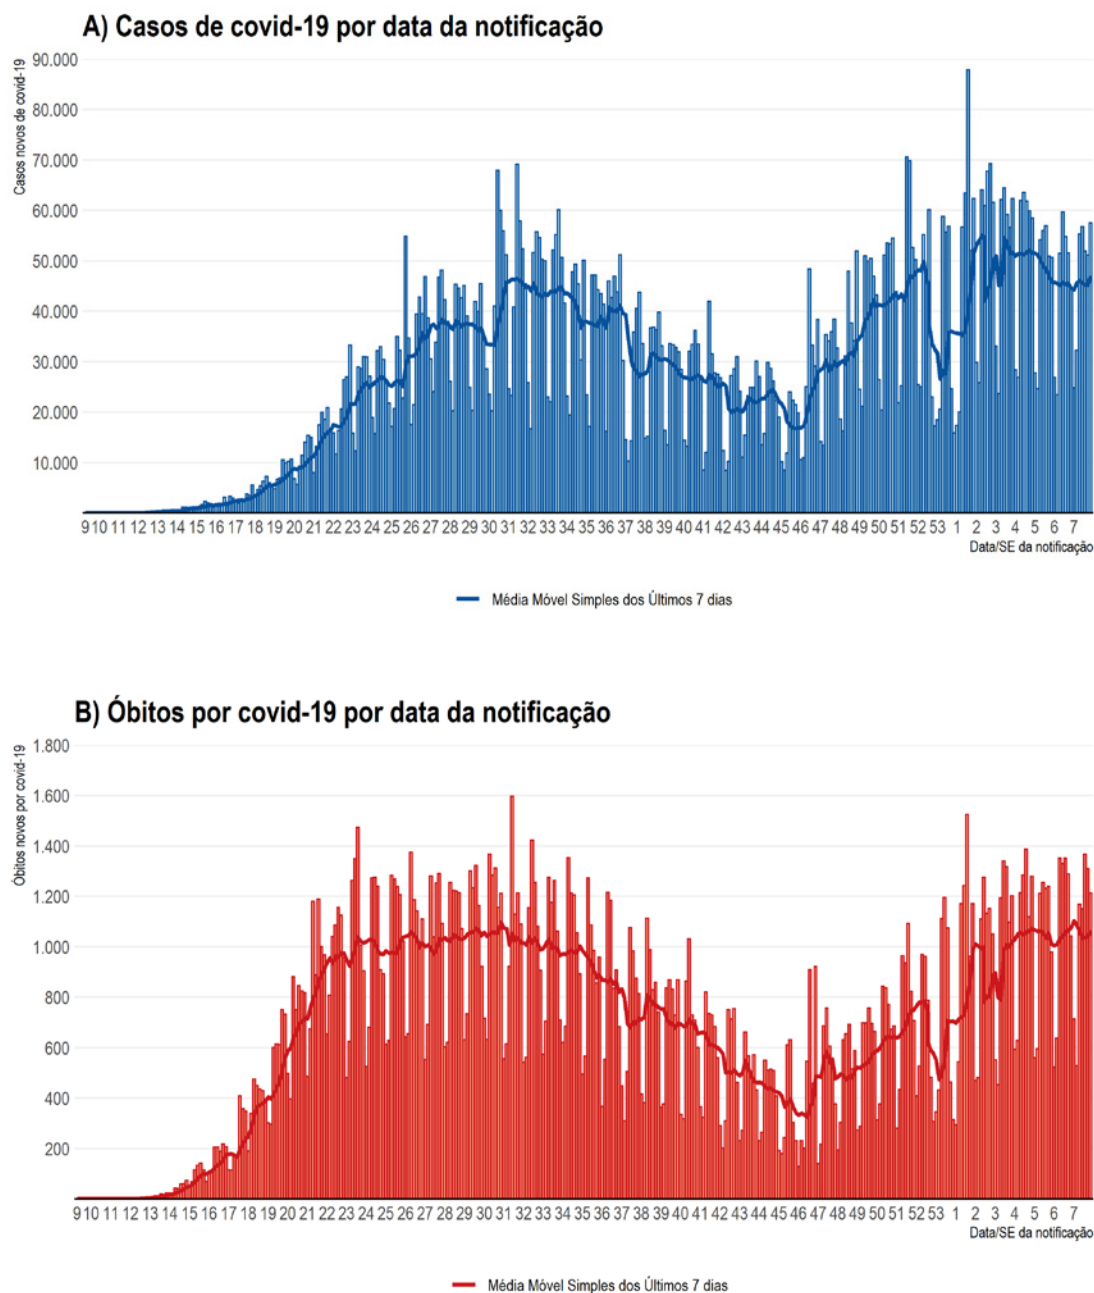 A) Casos de covid-19 por data da notificação
Casos novos de covid-19
90.000
80.000
70.000
60.000
50.000
40.000
30.000
20.000
10.000
9 10 11 12 13 14 15 16 17 18 19 20 21 22 23 24 25 26 27 28 29 30 31 32 33 34 35 36 37 38 39 40 41 42 43 44 45 46 47 48 49 50 51 52 53 1 2 3 4 5 6 7
Data/SE da notificação
Média Móvel Simples dos Últimos 7 dias
B) Óbitos por covid-19 por data da notificação
Óbitos novos por covid-19
1.800
1.600
1.400
1.200
1.000
800
600
400
200
9 10 11 12 13 14 15 16 17 18 19 20 21 22 23 24 25 26 27 28 29 30 31 32 33 34 35 36 37 38 39 40 41 42 43 44 45 46 47 48 49 50 51 52 53 1 2 3 4 5 6 7
Data/SE da notificação
Média Móvel Simples dos Últimos 7 dias